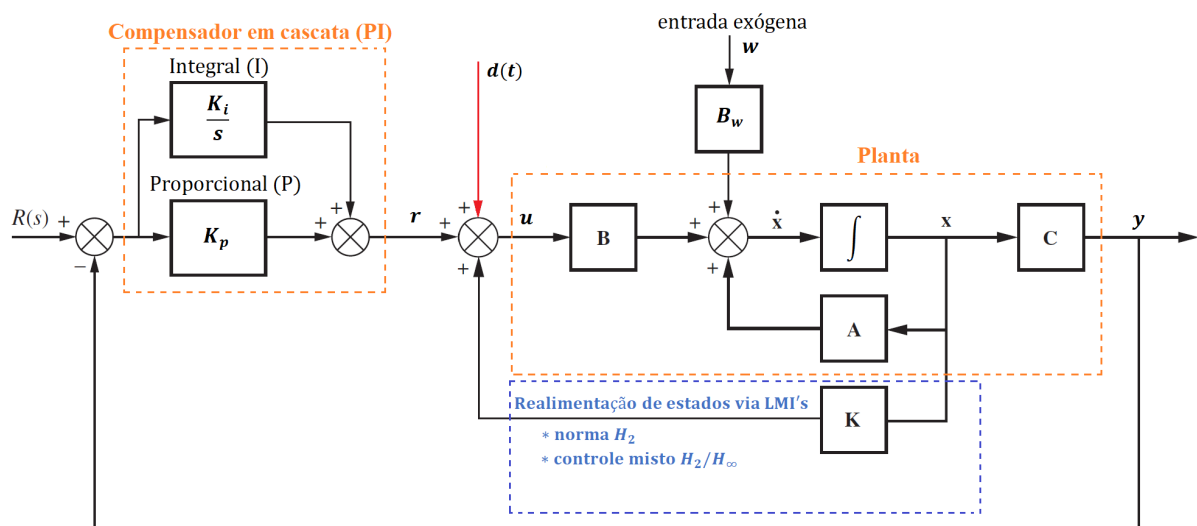 entrada exógena
w
Compensador em cascata (PI)
Integral (I)
K_i
s
d(t)
B_w
Planta
Proporcional (P)
R(s) + − K_p + + r + + + u B + + + ẋ ∫ x C y
A
Realimentação de estados via LMI's
* norma H_2
* controle misto H_2/H_∞
K